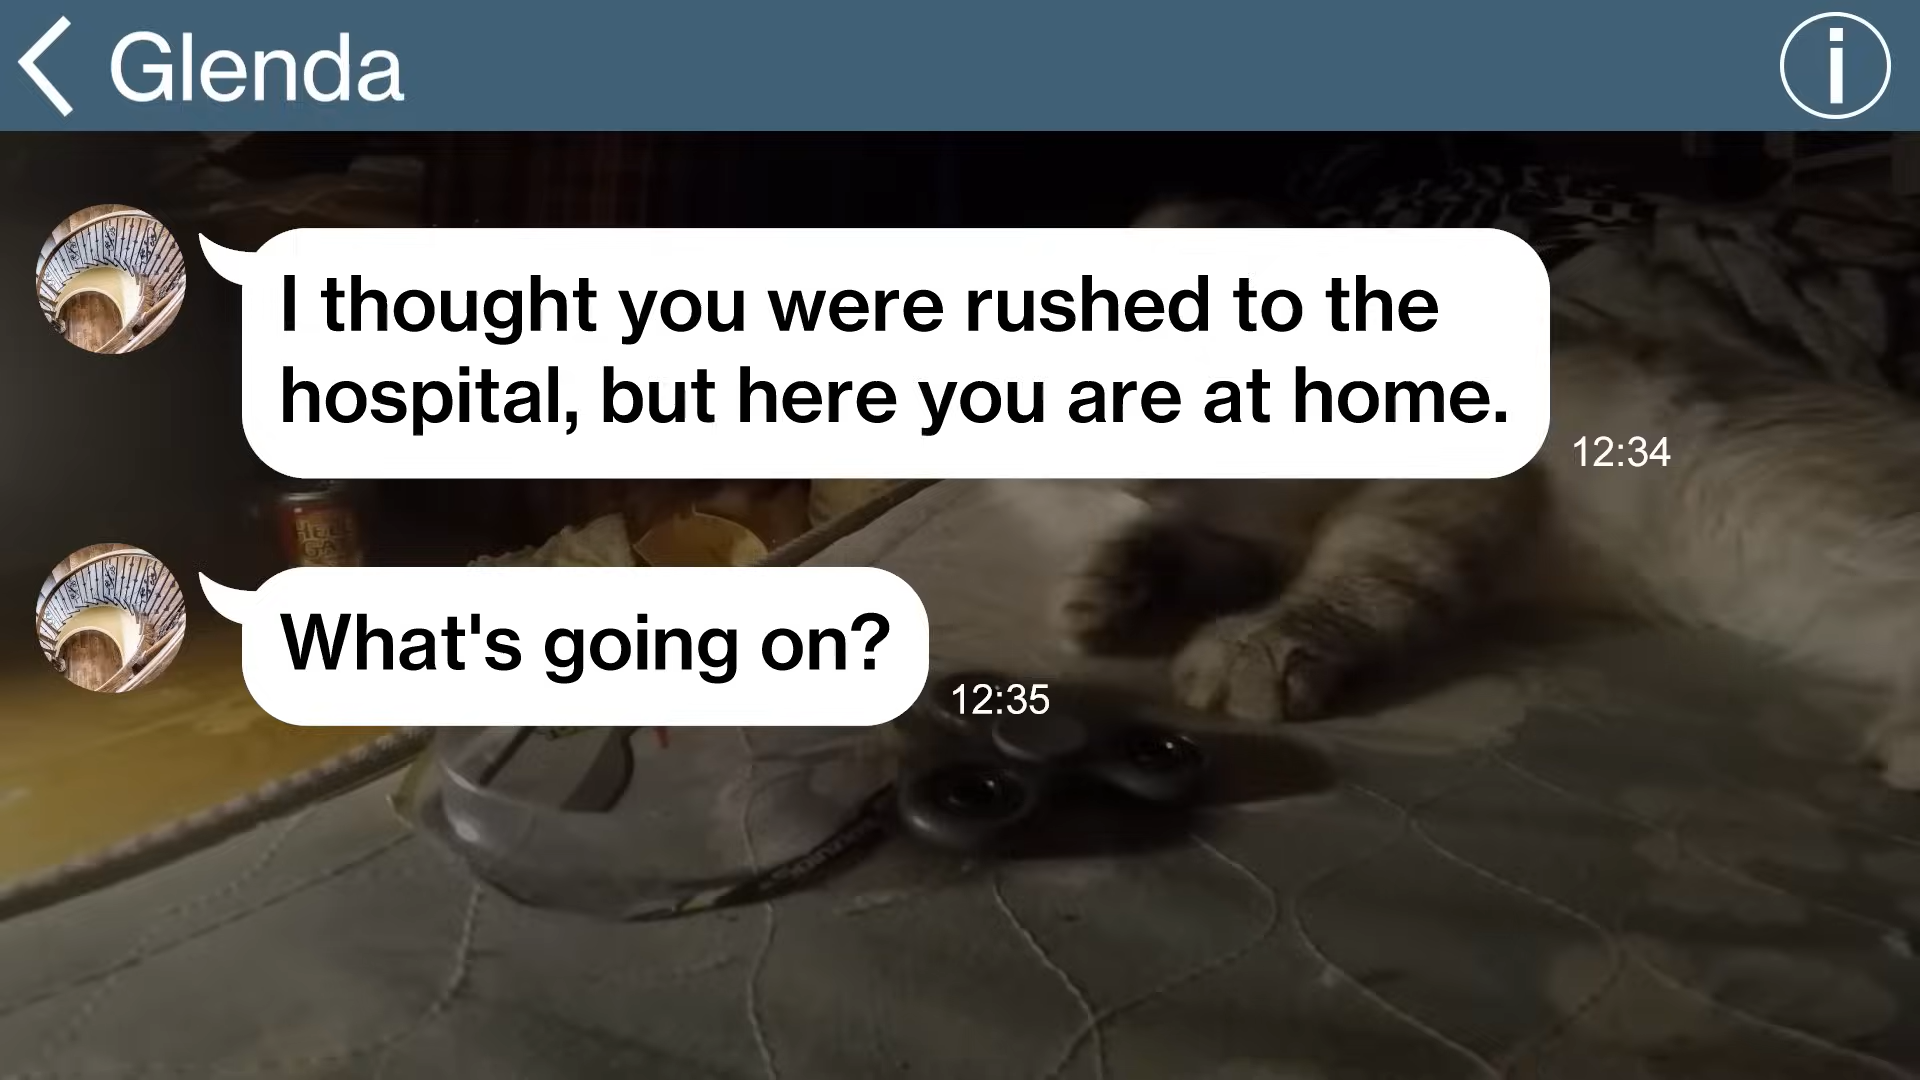 Glenda
I thought you were rushed to the
hospital, but here you are at home.
12:34
What's going on?
12:35